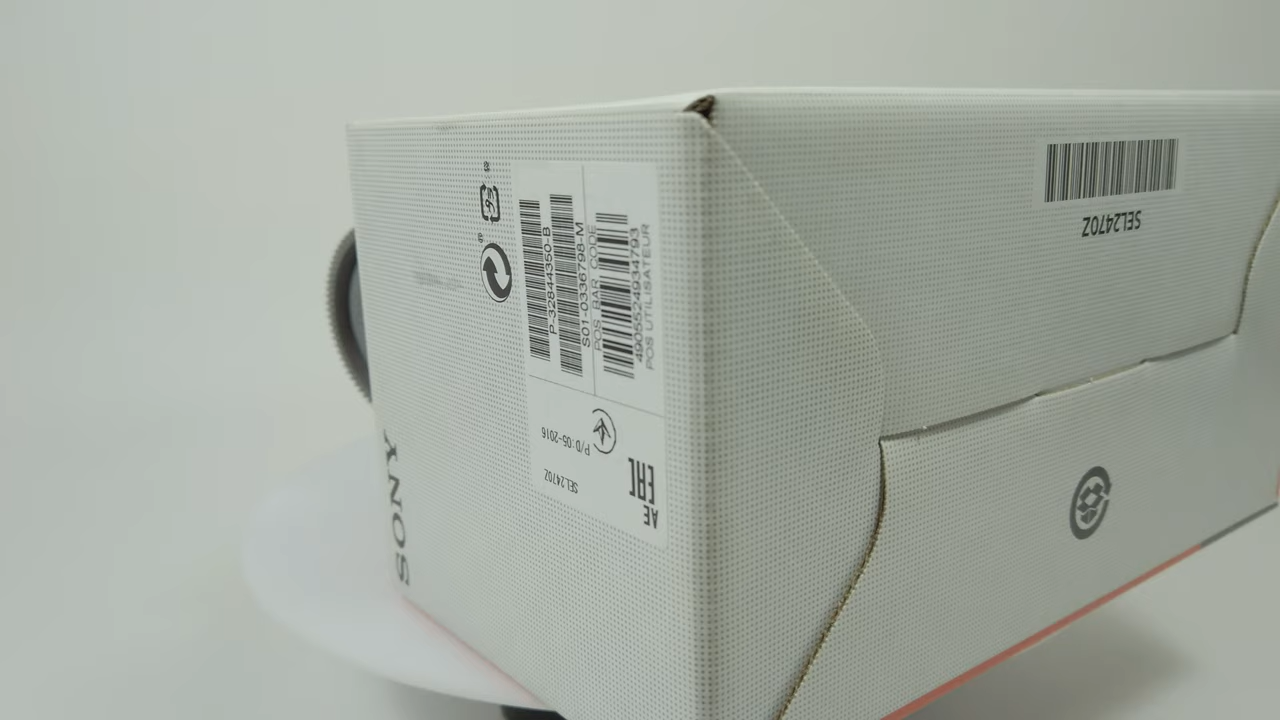 SONY
P-32844350-B
S01-0336798-M
POS BAR CODE
4905524934793
POS UTILISATEUR
P/D:05-2016
SEL2470Z
EAC
AE
SEL2470Z